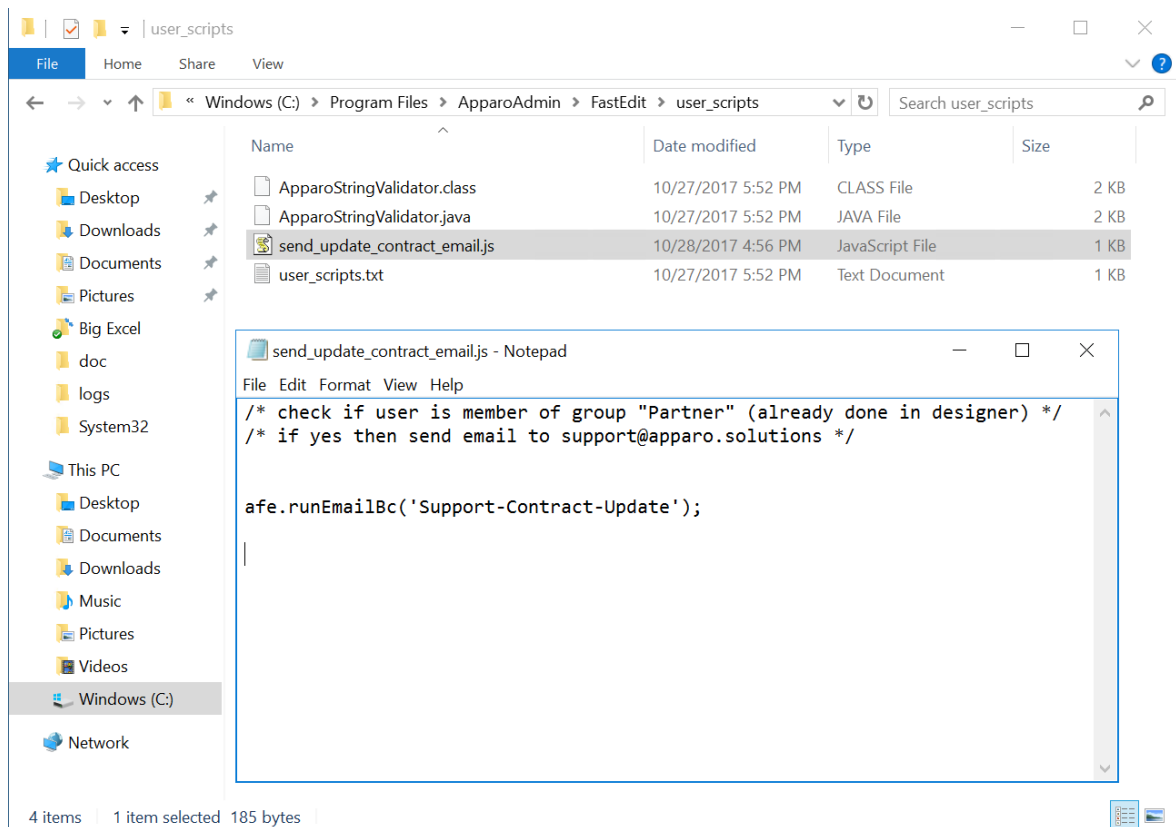 user_scripts
File Home Share View
?
« Windows (C:) > Program Files > ApparoAdmin > FastEdit > user_scripts
Search user_scripts
Name Date modified Type Size
ApparoStringValidator.class 10/27/2017 5:52 PM CLASS File 2 KB
ApparoStringValidator.java 10/27/2017 5:52 PM JAVA File 2 KB
send_update_contract_email.js 10/28/2017 4:56 PM JavaScript File 1 KB
user_scripts.txt 10/27/2017 5:52 PM Text Document 1 KB
Quick access
Desktop
Downloads
Documents
Pictures
Big Excel
doc
logs
System32
This PC
Desktop
Documents
Downloads
Music
Pictures
Videos
Windows (C:)
Network
send_update_contract_email.js - Notepad
File Edit Format View Help
/* check if user is member of group "Partner" (already done in designer) */
/* if yes then send email to support@apparo.solutions */
afe.runEmailBc('Support-Contract-Update');
4 items 1 item selected 185 bytes